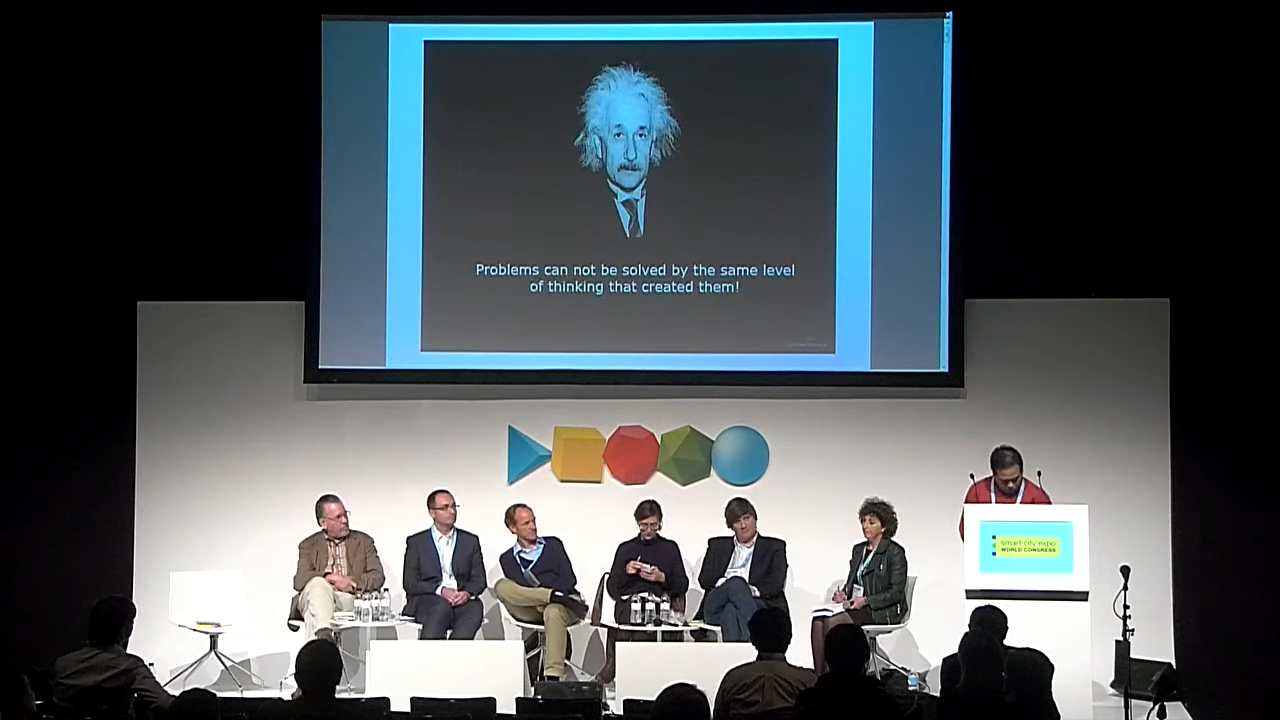 Problems can not be solved by the same level
of thinking that created them!
smart city expo
WORLD CONGRESS